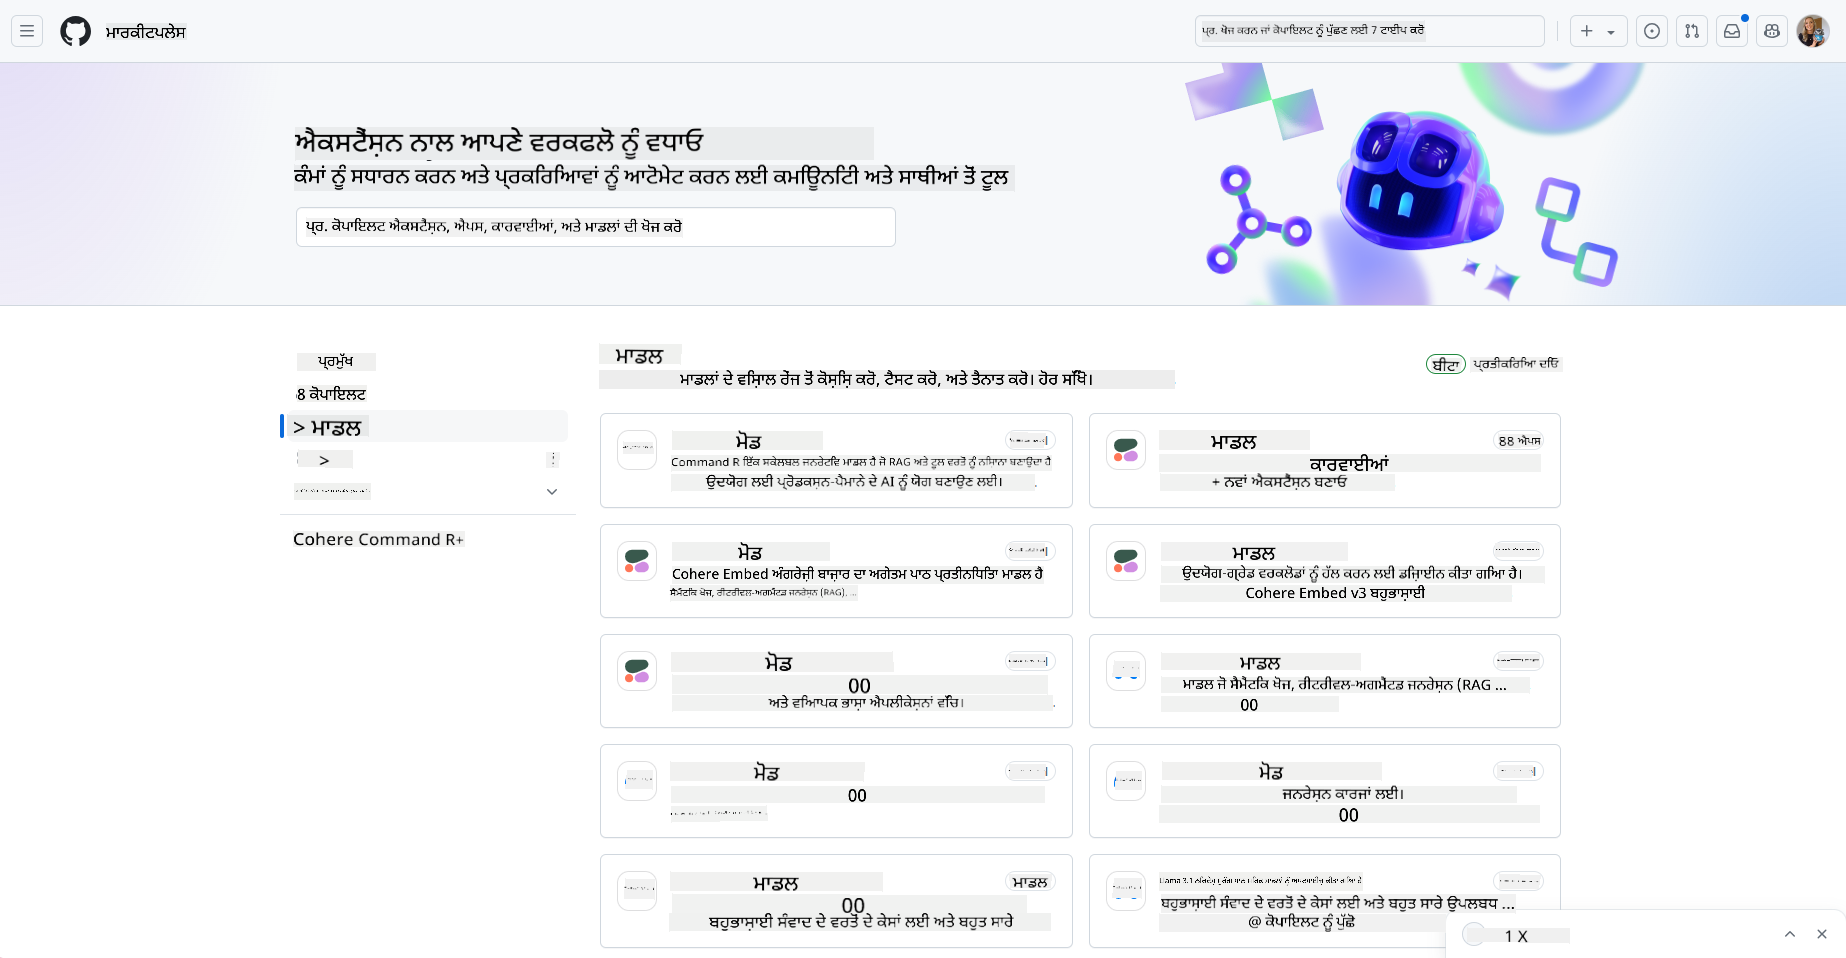 ਮਾਰਕੀਟਪਲੇਸ
ਪ੍ਰ. ਖੋਜ ਕਰਨ ਜਾਂ ਕੋਪਾਇਲਟ ਨੂੰ ਪੁੱਛਣ ਲਈ 7 ਟਾਈਪ ਕਰੋ
ਐਕਸਟੈਂਸ਼ਨ ਨਾਲ ਆਪਣੇ ਵਰਕਫਲੋ ਨੂੰ ਵਧਾਓ
ਕੰਮਾਂ ਨੂੰ ਸਧਾਰਨ ਕਰਨ ਅਤੇ ਪ੍ਰਕਿਰਿਆਵਾਂ ਨੂੰ ਆਟੋਮੇਟ ਕਰਨ ਲਈ ਕਮਿਊਨਿਟੀ ਅਤੇ ਸਾਥੀਆਂ ਤੋਂ ਟੂਲ
ਪ੍ਰ. ਕੋਪਾਇਲਟ ਐਕਸਟੈਂਸ਼ਨ, ਐਪਸ, ਕਾਰਵਾਈਆਂ, ਅਤੇ ਮਾਡਲਾਂ ਦੀ ਖੋਜ ਕਰੋ
ਪ੍ਰਮੁੱਖ
8 ਕੋਪਾਇਲਟ
> ਮਾਡਲ
>
Cohere Command R+
ਮਾਡਲ
ਮਾਡਲਾਂ ਦੇ ਵਿਸ਼ਾਲ ਰੇਂਜ ਤੋਂ ਕੋਸ਼ਿਸ਼ ਕਰੋ, ਟੈਸਟ ਕਰੋ, ਅਤੇ ਤੈਨਾਤ ਕਰੋ। ਹੋਰ ਸਿੱਖੋ।
ਬੀਟਾ ਪ੍ਰਤੀਕਿਰਿਆ ਦਿਓ
ਮੋਡ
Command R ਇੱਕ ਸਕੇਲਬਲ ਜਨਰੇਟਿਵ ਮਾਡਲ ਹੈ ਜੋ RAG ਅਤੇ ਟੂਲ ਵਰਤੋਂ ਨੂੰ ਨਿਸ਼ਾਨਾ ਬਣਾਉਂਦਾ ਹੈ
ਉਦਯੋਗ ਲਈ ਪ੍ਰੋਡਕਸ਼ਨ-ਪੈਮਾਨੇ ਦੇ AI ਨੂੰ ਯੋਗ ਬਣਾਉਣ ਲਈ।
ਮਾਡਲ
88 ਐਪਸ
ਕਾਰਵਾਈਆਂ
+ ਨਵਾਂ ਐਕਸਟੈਂਸ਼ਨ ਬਣਾਓ
ਮੋਡ
Cohere Embed ਅੰਗਰੇਜ਼ੀ ਬਾਜ਼ਾਰ ਦਾ ਅਗੇਤਮ ਪਾਠ ਪ੍ਰਤੀਨਿਧਿਤਾ ਮਾਡਲ ਹੈ
ਸੈਮੈਂਟਿਕ ਖੋਜ, ਰੀਟਰੀਵਲ-ਅਗਮੈਂਟਡ ਜਨਰੇਸ਼ਨ (RAG), ...
ਮਾਡਲ
ਉਦਯੋਗ-ਗ੍ਰੇਡ ਵਰਕਲੋਡਾਂ ਨੂੰ ਹੱਲ ਕਰਨ ਲਈ ਡਿਜ਼ਾਈਨ ਕੀਤਾ ਗਿਆ ਹੈ।
Cohere Embed v3 ਬਹੁਭਾਸ਼ਾਈ
ਮੋਡ
00
ਅਤੇ ਵਿਆਪਕ ਭਾਸ਼ਾ ਐਪਲੀਕੇਸ਼ਨਾਂ ਵਿੱਚ।
ਮਾਡਲ
ਮਾਡਲ ਜੋ ਸੈਮੈਂਟਿਕ ਖੋਜ, ਰੀਟਰੀਵਲ-ਅਗਮੈਂਟਡ ਜਨਰੇਸ਼ਨ (RAG ...
00
ਮੋਡ
00
ਮੋਡ
ਜਨਰੇਸ਼ਨ ਕਾਰਜਾਂ ਲਈ।
00
ਮਾਡਲ
ਮਾਡਲ
00
ਬਹੁਭਾਸ਼ਾਈ ਸੰਵਾਦ ਦੇ ਵਰਤੋਂ ਦੇ ਕੇਸਾਂ ਲਈ ਅਤੇ ਬਹੁਤ ਸਾਰੇ
Llama 3.1
ਬਹੁਭਾਸ਼ਾਈ ਸੰਵਾਦ ਦੇ ਵਰਤੋਂ ਦੇ ਕੇਸਾਂ ਲਈ ਅਤੇ ਬਹੁਤ ਸਾਰੇ ਉਪਲਬਧ ...
@ ਕੋਪਾਇਲਟ ਨੂੰ ਪੁੱਛੋ
1 X